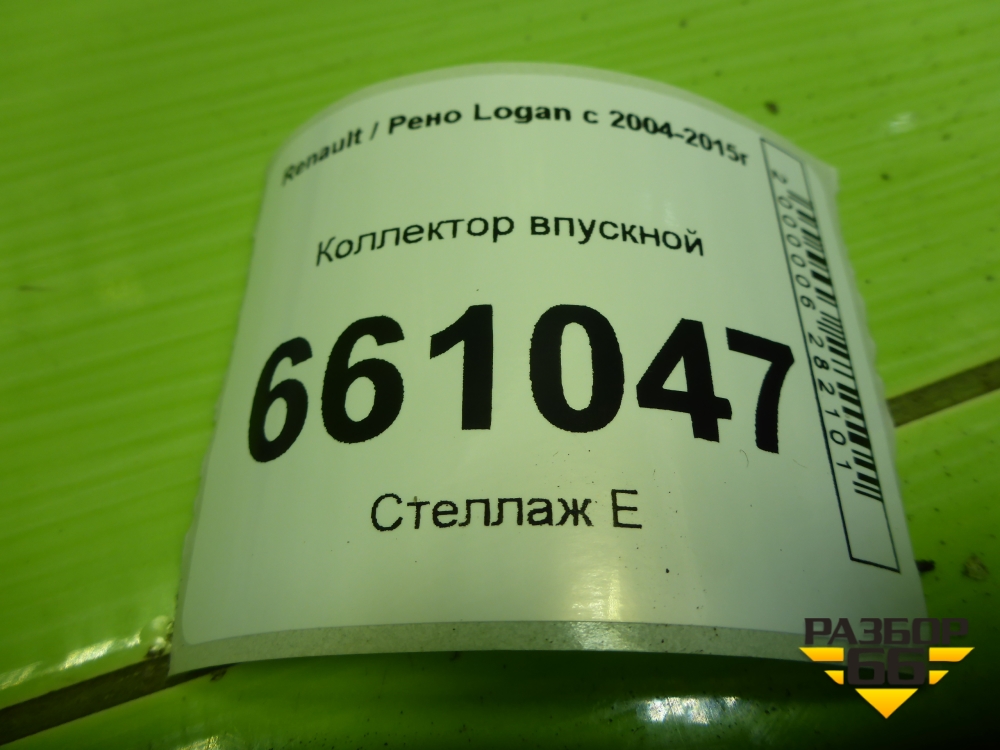 Renault / Рено Logan с 2004-2015г
Коллектор впускной
661047
Стеллаж Е
2000006282101
РАЗБОР
66